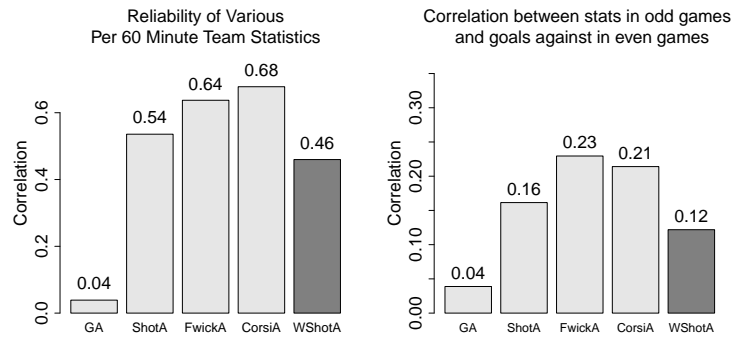 Reliability of Various
Per 60 Minute Team Statistics
Correlation
0.0
0.2
0.4
0.6
0.04
0.54
0.64
0.68
0.46
GA ShotA FwickA CorsiA WShotA
Correlation between stats in odd games
and goals against in even games
Correlation
0.00
0.10
0.20
0.30
0.04
0.16
0.23
0.21
0.12
GA ShotA FwickA CorsiA WShotA